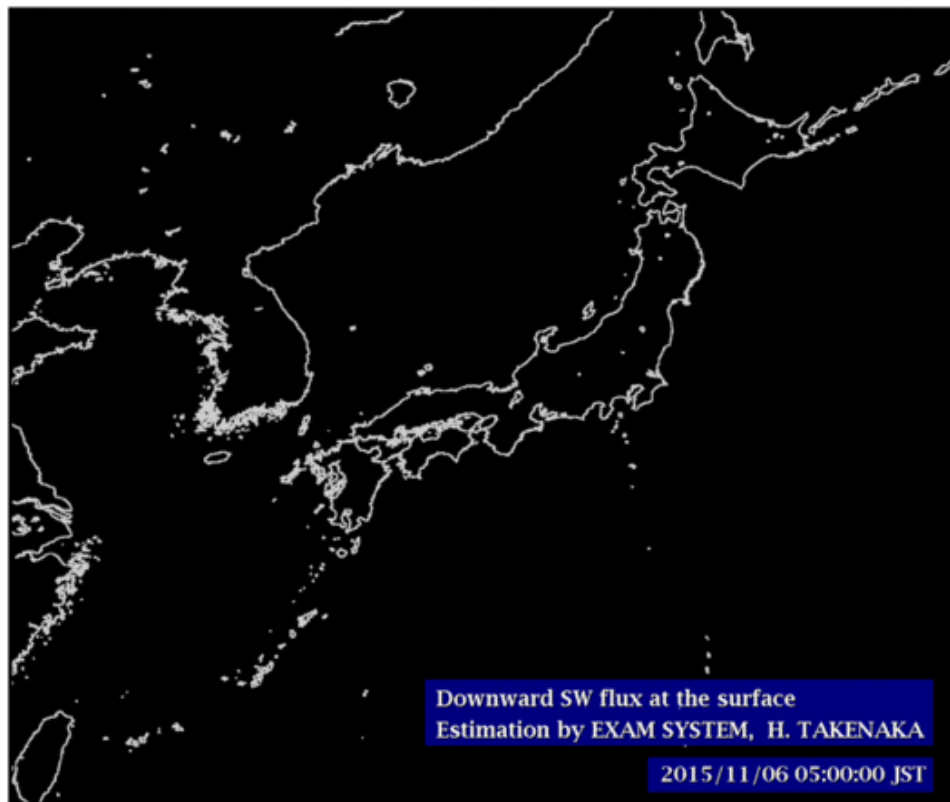 Downward SW flux at the surface
Estimation by EXAM SYSTEM, H. TAKENAKA
2015/11/06 05:00:00 JST